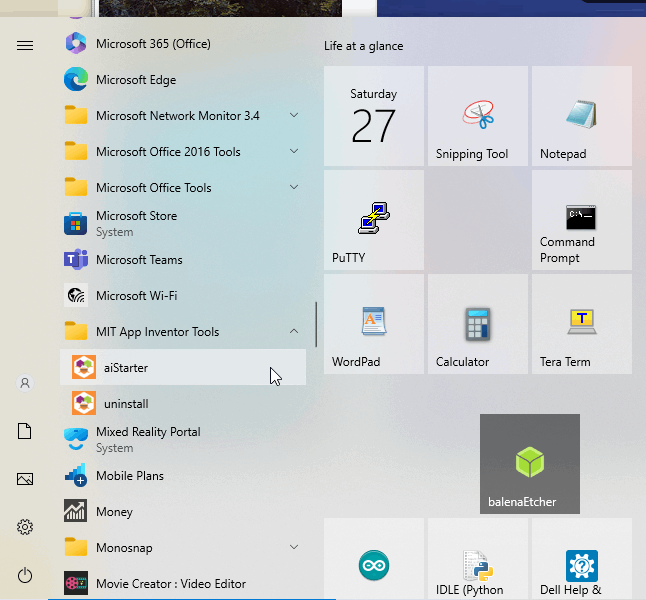 Microsoft 365 (Office)
Microsoft Edge
Microsoft Network Monitor 3.4
Microsoft Office 2016 Tools
Microsoft Office Tools
Microsoft Store
System
Microsoft Teams
Microsoft Wi-Fi
MIT App Inventor Tools
aiStarter
uninstall
Mixed Reality Portal
System
Mobile Plans
Money
Monosnap
Movie Creator : Video Editor
Life at a glance
Saturday
27
Snipping Tool
Notepad
PuTTY
C:\_
Command
Prompt
WordPad
Calculator
Tera Term
balenaEtcher
IDLE (Python
Dell Help &